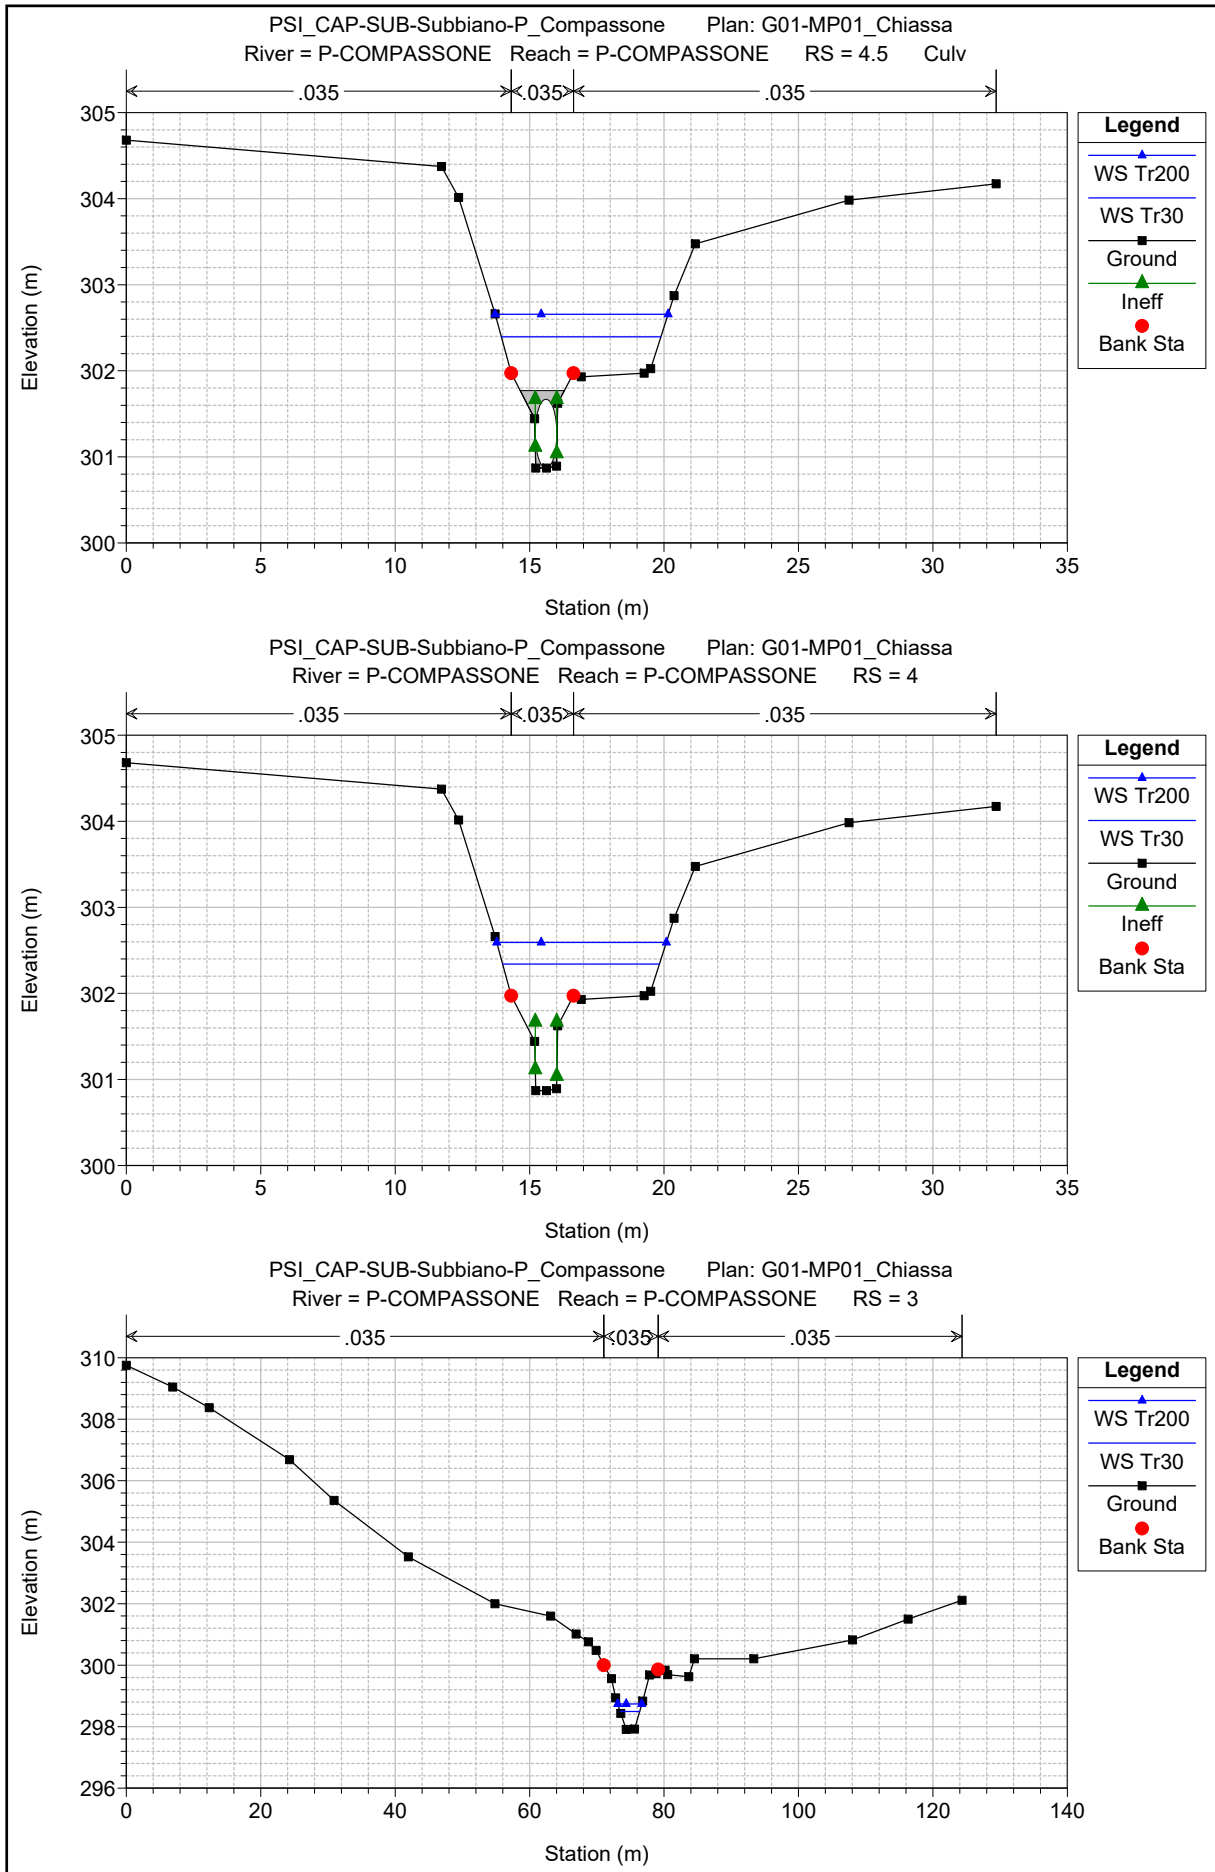 PSI_CAP-SUB-Subbiano-P_Compassone Plan: G01-MP01_Chiassa
River = P-COMPASSONE Reach = P-COMPASSONE RS = 4.5 Culv
.035 .035 .035
305
304
303
302
301
300
Elevation (m)
0 5 10 15 20 25 30 35
Station (m)
Legend
WS Tr200
WS Tr30
Ground
Ineff
Bank Sta
PSI_CAP-SUB-Subbiano-P_Compassone Plan: G01-MP01_Chiassa
River = P-COMPASSONE Reach = P-COMPASSONE RS = 4
.035 .035 .035
305
304
303
302
301
300
Elevation (m)
0 5 10 15 20 25 30 35
Station (m)
Legend
WS Tr200
WS Tr30
Ground
Ineff
Bank Sta
PSI_CAP-SUB-Subbiano-P_Compassone Plan: G01-MP01_Chiassa
River = P-COMPASSONE Reach = P-COMPASSONE RS = 3
.035 .035 .035
310
308
306
304
302
300
298
296
Elevation (m)
0 20 40 60 80 100 120 140
Station (m)
Legend
WS Tr200
WS Tr30
Ground
Bank Sta